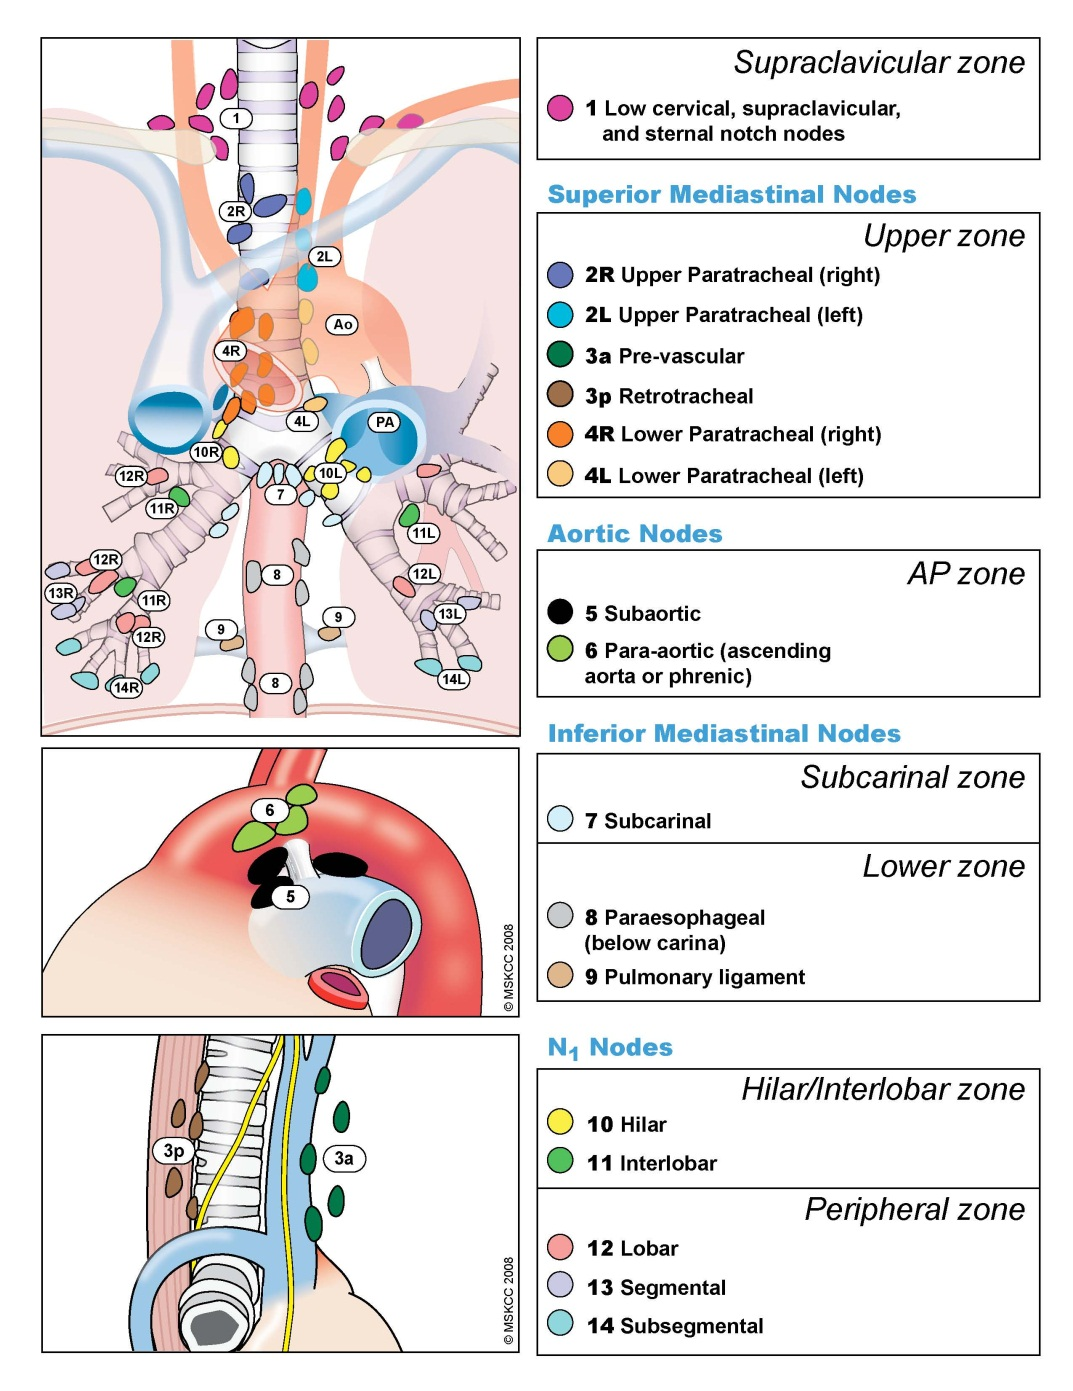 Supraclavicular zone
1 Low cervical, supraclavicular,
and sternal notch nodes
Superior Mediastinal Nodes
Upper zone
2R Upper Paratracheal (right)
2L Upper Paratracheal (left)
3a Pre-vascular
3p Retrotracheal
4R Lower Paratracheal (right)
4L Lower Paratracheal (left)
Aortic Nodes
AP zone
5 Subaortic
6 Para-aortic (ascending
aorta or phrenic)
Inferior Mediastinal Nodes
Subcarinal zone
7 Subcarinal
Lower zone
8 Paraesophageal
(below carina)
9 Pulmonary ligament
N1 Nodes
Hilar/Interlobar zone
10 Hilar
11 Interlobar
Peripheral zone
12 Lobar
13 Segmental
14 Subsegmental
1
2R
2L
Ao
4R
4L
PA
10R
10L
12R
7
11R
11L
12R
8
12L
13R
11R
13L
9
9
12R
14R
8
14L
6
5
© MSKCC 2008
3p
3a
© MSKCC 2008